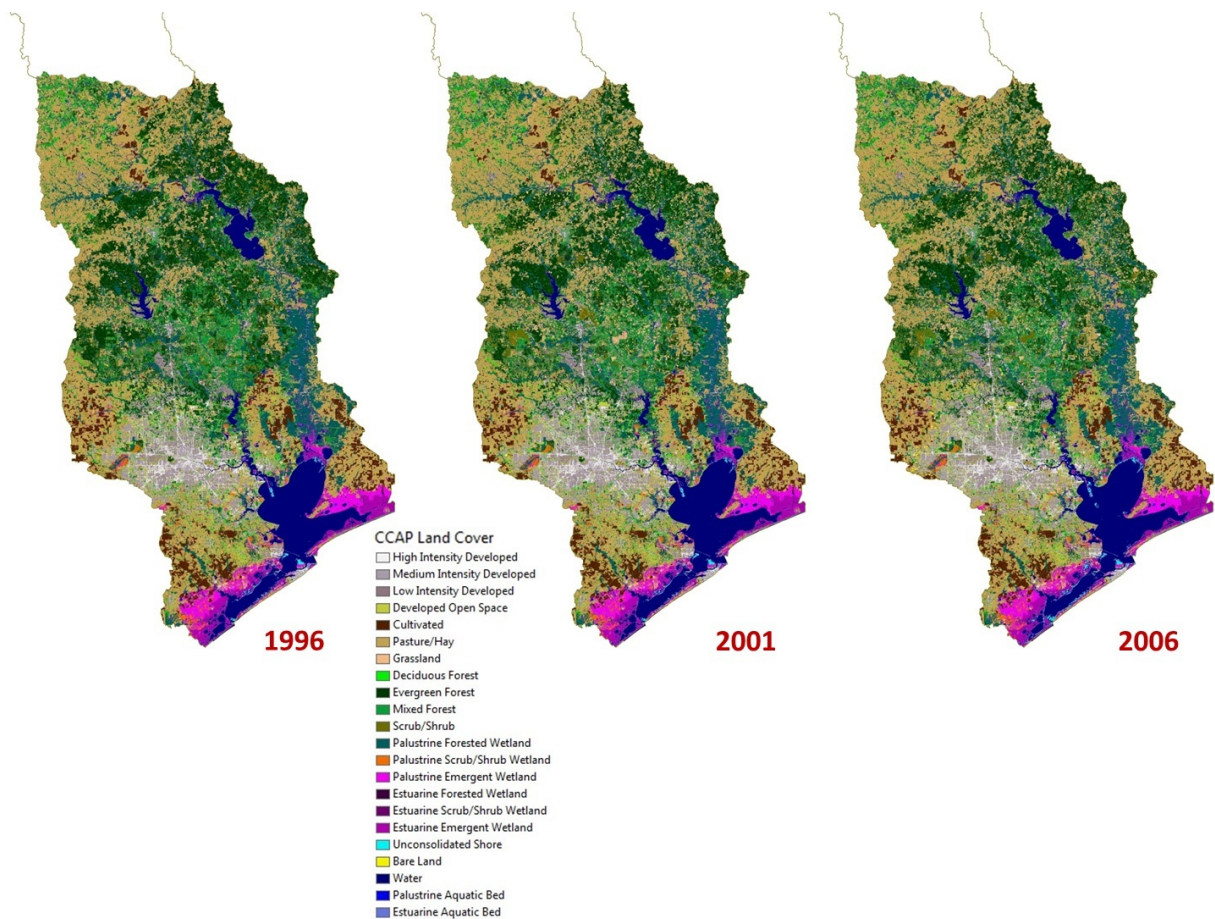 CCAP Land Cover
High Intensity Developed
Medium Intensity Developed
Low Intensity Developed
Developed Open Space
Cultivated
Pasture/Hay
Grassland
Deciduous Forest
Evergreen Forest
Mixed Forest
Scrub/Shrub
Palustrine Forested Wetland
Palustrine Scrub/Shrub Wetland
Palustrine Emergent Wetland
Estuarine Forested Wetland
Estuarine Scrub/Shrub Wetland
Estuarine Emergent Wetland
Unconsolidated Shore
Bare Land
Water
Palustrine Aquatic Bed
Estuarine Aquatic Bed
1996
2001
2006